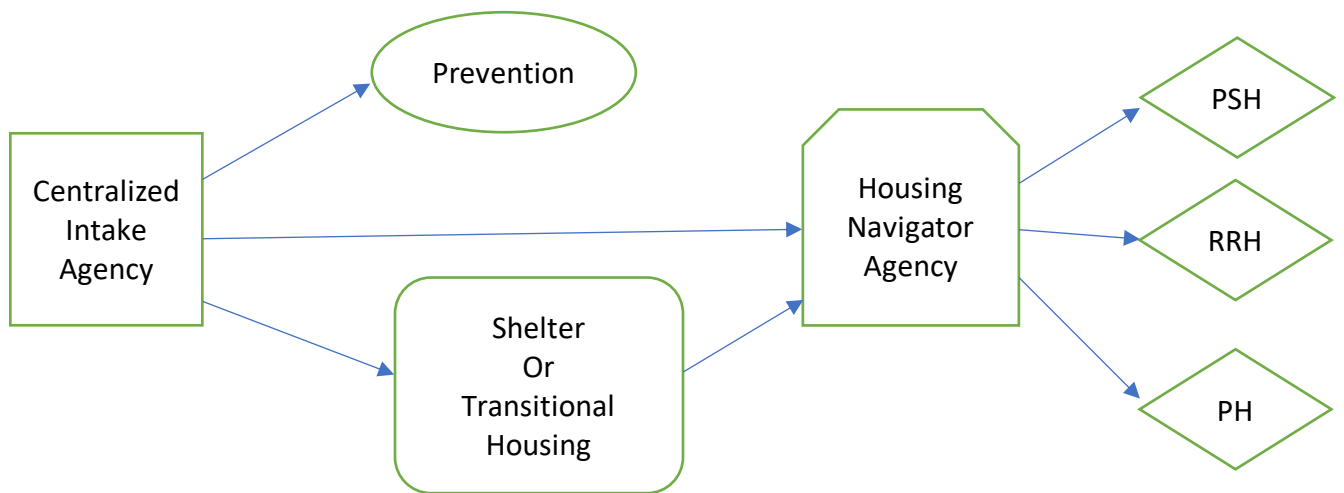 Prevention
Centralized
Intake
Agency
Shelter
Or
Transitional
Housing
Housing
Navigator
Agency
PSH
RRH
PH